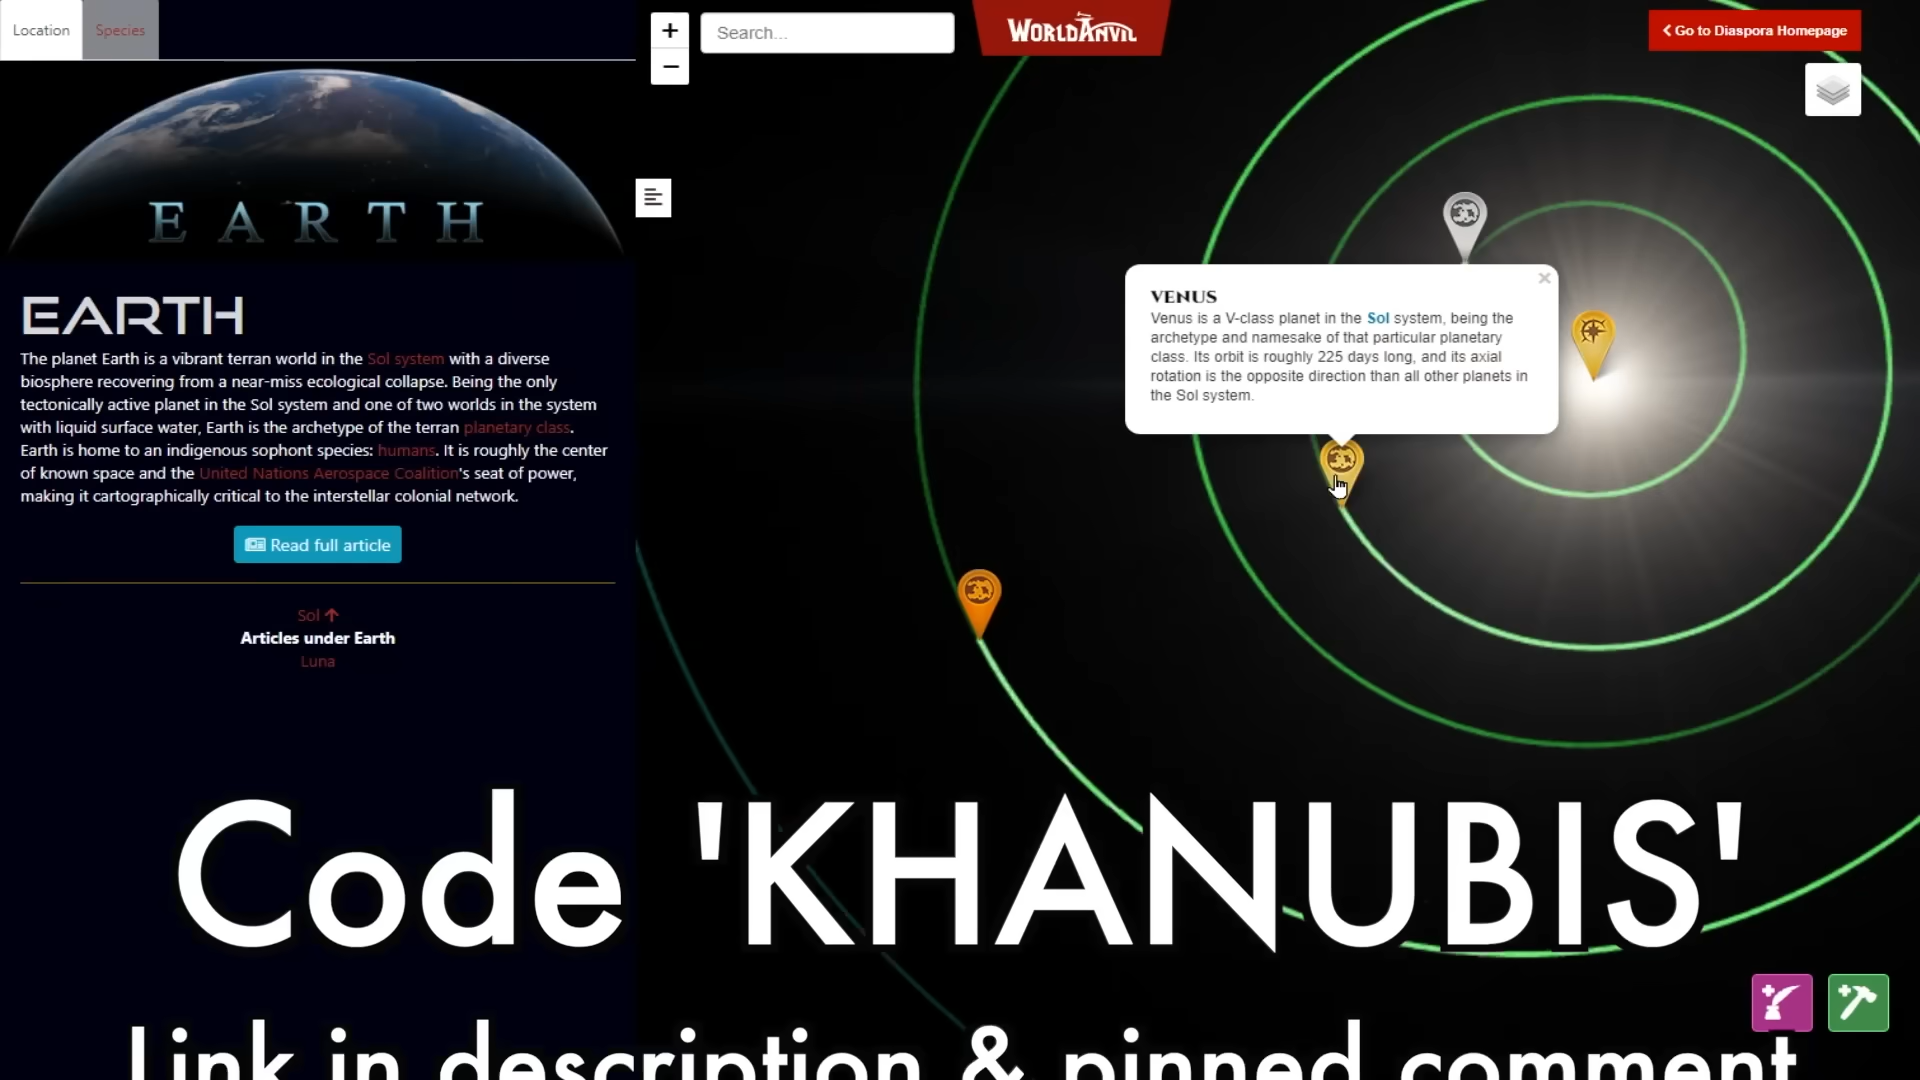 Location
Species
EARTH
EARTH
The planet Earth is a vibrant terran world in the Sol system with a diverse
biosphere recovering from a near-miss ecological collapse. Being the only
tectonically active planet in the Sol system and one of two worlds in the system
with liquid surface water, Earth is the archetype of the terran planetary class.
Earth is home to an indigenous sophont species: humans. It is roughly the center
of known space and the United Nations Aerospace Coalition's seat of power,
making it cartographically critical to the interstellar colonial network.
Read full article
Sol
Articles under Earth
Luna
+
−
Search...
WORLDANVIL
Go to Diaspora Homepage
VENUS
×
Venus is a V-class planet in the Sol system, being the
archetype and namesake of that particular planetary
class. Its orbit is roughly 225 days long, and its axial
rotation is the opposite direction than all other planets in
the Sol system.
Code 'KHANUBIS'
Link in description & pinned comment